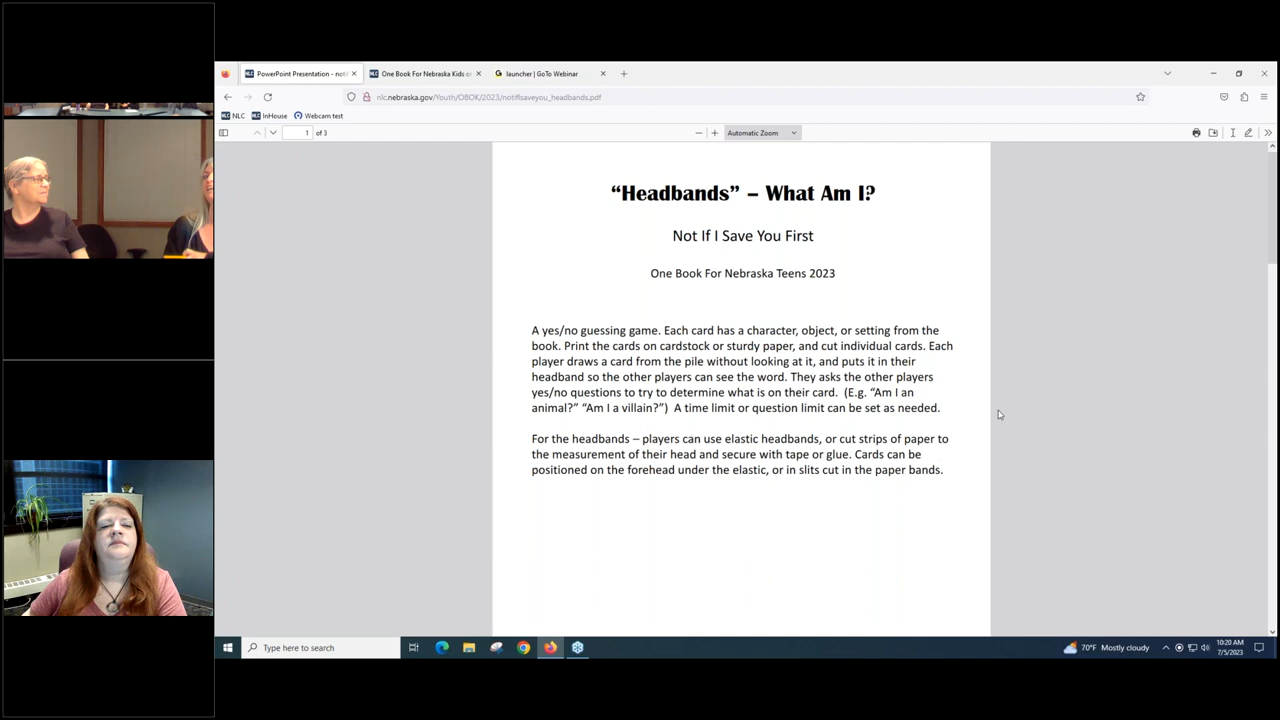 PowerPoint Presentation - noti
One Book For Nebraska Kids or
launcher | GoTo Webinar
nlc.nebraska.gov/Youth/OBOK/2023/notifIsaveyou_headbands.pdf
NLC InHouse Webcam test
1 of 3 Automatic Zoom
“Headbands” – What Am I?
Not If I Save You First
One Book For Nebraska Teens 2023
A yes/no guessing game. Each card has a character, object, or setting from the
book. Print the cards on cardstock or sturdy paper, and cut individual cards. Each
player draws a card from the pile without looking at it, and puts it in their
headband so the other players can see the word. They asks the other players
yes/no questions to try to determine what is on their card. (E.g. “Am I an
animal?” “Am I a villain?”) A time limit or question limit can be set as needed.
For the headbands – players can use elastic headbands, or cut strips of paper to
the measurement of their head and secure with tape or glue. Cards can be
positioned on the forehead under the elastic, or in slits cut in the paper bands.
Type here to search
70°F Mostly cloudy
10:20 AM
7/5/2023